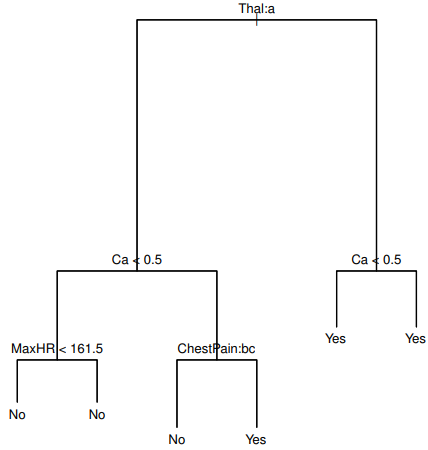 Thal:a
Ca < 0.5
Ca < 0.5
Yes
Yes
MaxHR < 161.5
ChestPain:bc
No
No
No
Yes